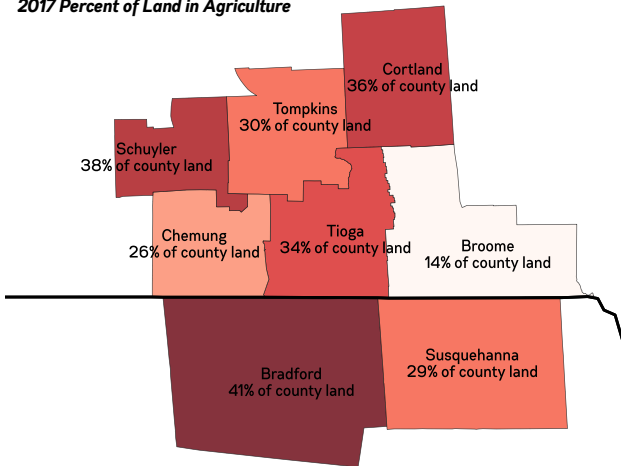 2017 Percent of Land in Agriculture
Cortland
36% of county land
Tompkins
30% of county land
Schuyler
38% of county land
Chemung
26% of county land
Tioga
34% of county land
Broome
14% of county land
Bradford
41% of county land
Susquehanna
29% of county land